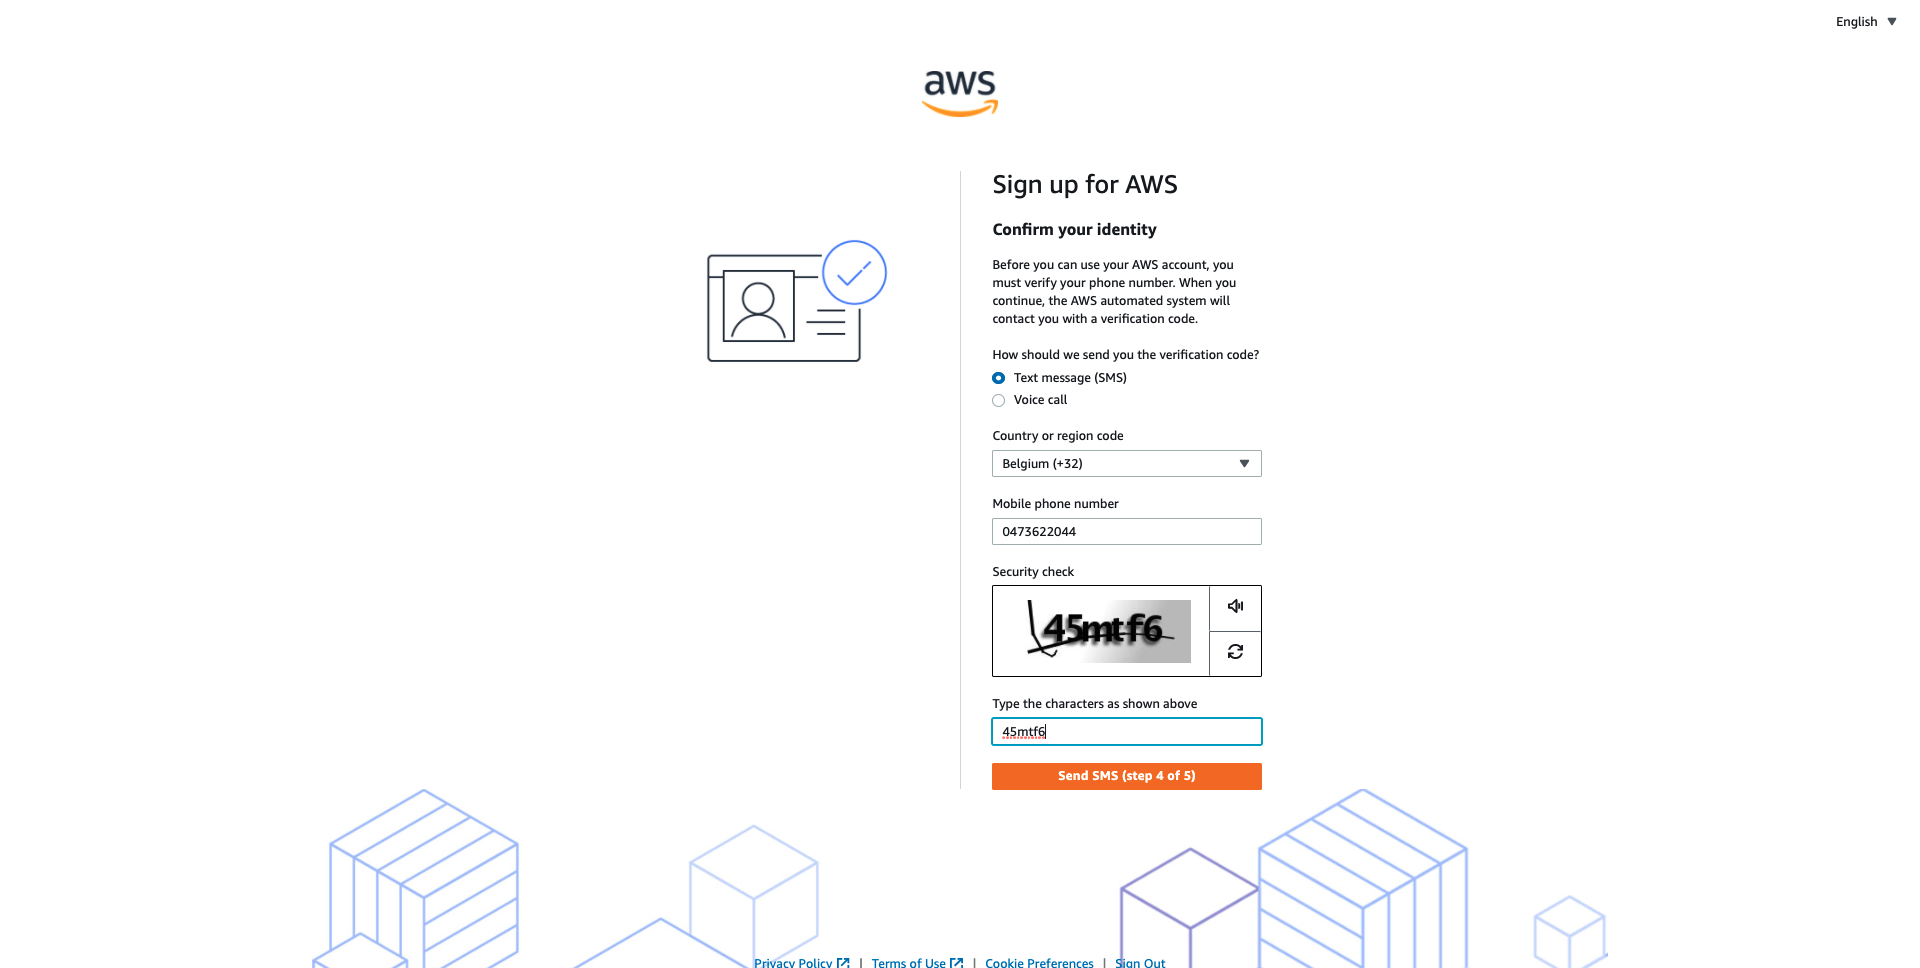 English
aws
Sign up for AWS
Confirm your identity
Before you can use your AWS account, you
must verify your phone number. When you
continue, the AWS automated system will
contact you with a verification code.
How should we send you the verification code?
Text message (SMS)
Voice call
Country or region code
Belgium (+32)
Mobile phone number
0473622044
Security check
45mtf6
Type the characters as shown above
45mtf6
Send SMS (step 4 of 5)
Privacy Policy | Terms of Use | Cookie Preferences | Sign Out